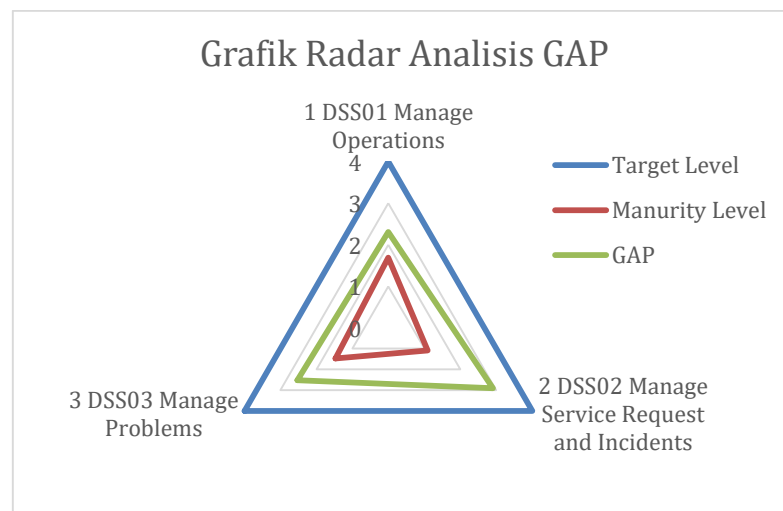 Grafik Radar Analisis GAP
1 DSS01 Manage
Operations
4
3
2
1
0
Target Level
Manurity Level
GAP
2 DSS02 Manage
Service Request
and Incidents
3 DSS03 Manage
Problems